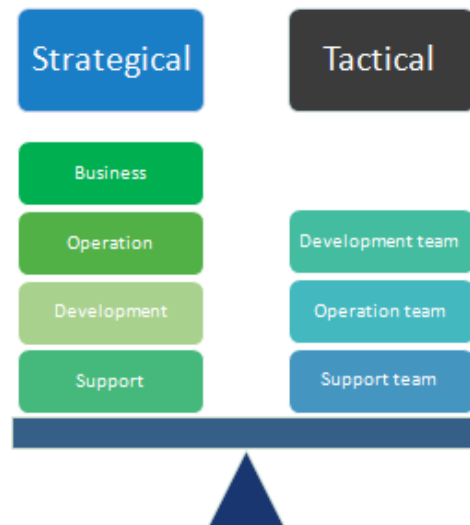 Strategical
Tactical
Business
Operation
Development team
Development
Operation team
Support
Support team